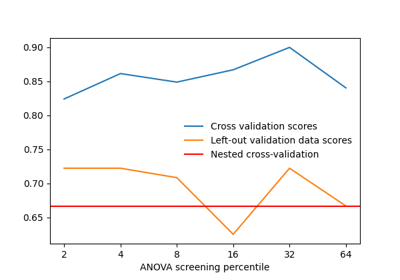 0.90
0.85
0.80
0.75
0.70
0.65
Cross validation scores
Left-out validation data scores
Nested cross-validation
2 4 8 16 32 64
ANOVA screening percentile